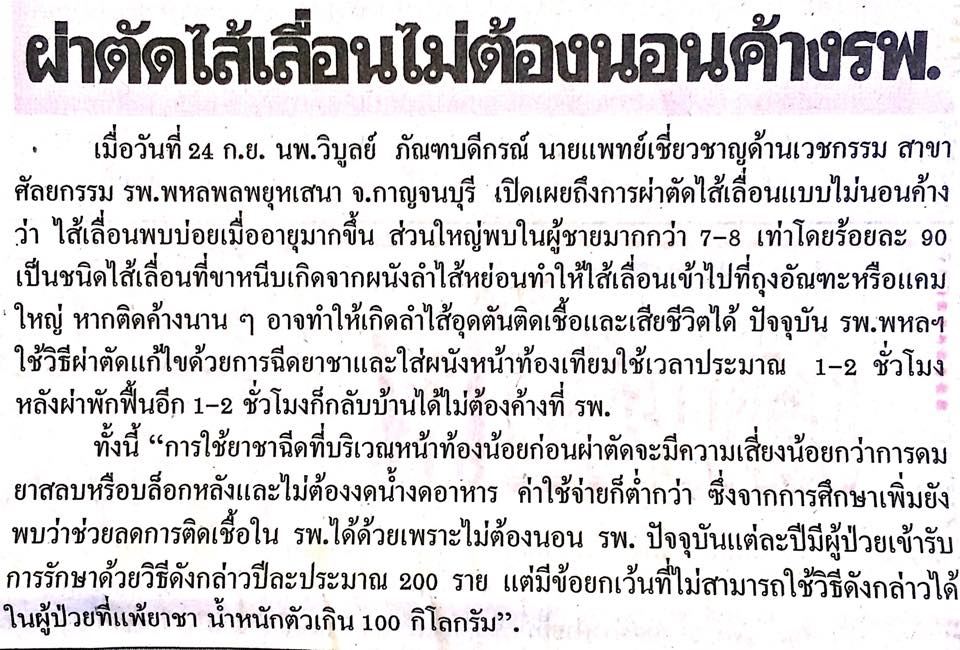 ผ่าตัดไส้เลื่อนไม่ต้องนอนค้างรพ.
เมื่อวันที่ 24 ก.ย. นพ.วิบูลย์ ภัณฑบดีกรณ์ นายแพทย์เชี่ยวชาญด้านเวชกรรม สาขา
ศัลยกรรม รพ.พหลพลพยุหเสนา จ.กาญจนบุรี เปิดเผยถึงการผ่าตัดไส้เลื่อนแบบไม่นอนค้าง
ว่า ไส้เลื่อนพบบ่อยเมื่ออายุมากขึ้น ส่วนใหญ่พบในผู้ชายมากกว่า 7-8 เท่าโดยร้อยละ 90
เป็นชนิดไส้เลื่อนที่ขาหนีบเกิดจากผนังลำไส้หย่อนทำให้ไส้เลื่อนเข้าไปที่ถุงอัณฑะหรือแคม
ใหญ่ หากติดค้างนาน ๆ อาจทำให้เกิดลำไส้อุดตันติดเชื้อและเสียชีวิตได้ ปัจจุบัน รพ.พหลฯ
ใช้วิธีผ่าตัดแก้ไขด้วยการฉีดยาชาและใส่ผนังหน้าท้องเทียมใช้เวลาประมาณ 1-2 ชั่วโมง
หลังผ่าพักฟื้นอีก 1-2 ชั่วโมงก็กลับบ้านได้ไม่ต้องค้างที่ รพ.
ทั้งนี้ “การใช้ยาชาฉีดที่บริเวณหน้าท้องน้อยก่อนผ่าตัดจะมีความเสี่ยงน้อยกว่าการดม
ยาสลบหรือบล็อกหลังและไม่ต้องงดน้ำงดอาหาร ค่าใช้จ่ายก็ต่ำกว่า ซึ่งจากการศึกษาเพิ่มยัง
พบว่าช่วยลดการติดเชื้อใน รพ.ได้ด้วยเพราะไม่ต้องนอน รพ. ปัจจุบันแต่ละปีมีผู้ป่วยเข้ารับ
การรักษาด้วยวิธีดังกล่าวปีละประมาณ 200 ราย แต่มีข้อยกเว้นที่ไม่สามารถใช้วิธีดังกล่าวได้
ในผู้ป่วยที่แพ้ยาชา น้ำหนักตัวเกิน 100 กิโลกรัม”.